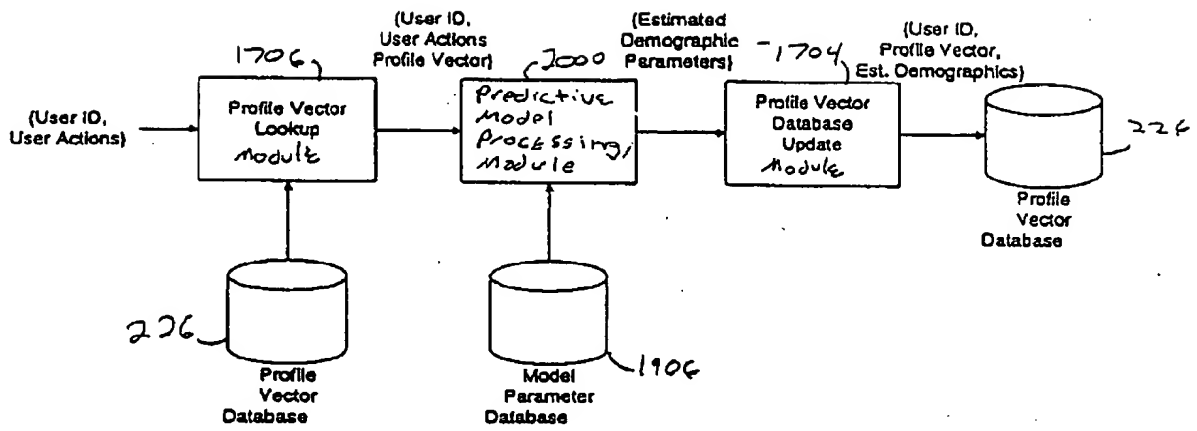 {User ID,
User Actions}
1706
Profile Vector
Lookup
Module
{User ID,
User Actions
Profile Vector}
2000
Predictive
Model
Processing,
Module
{Estimated
Demographic
Parameters}
1704
Profile Vector
Database
Update
Module
{User ID,
Profile Vector,
Est. Demographics}
226
Profile
Vector
Database
226
Profile
Vector
Database
1906
Model
Parameter
Database